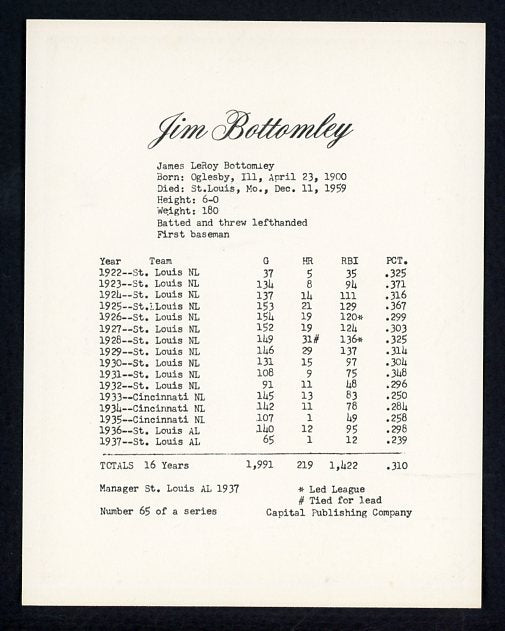 Jim Bottomley
James LeRoy Bottomley
Born: Oglesby, Ill, April 23, 1900
Died: St.Louis, Mo., Dec. 11, 1959
Height: 6-0
Weight: 180
Batted and threw lefthanded
First baseman
Year Team G HR RBI PCT.
1922--St. Louis NL 37 5 35 .325
1923--St. Louis NL 134 8 94 .371
1924--St. Louis NL 137 14 111 .316
1925--St.LLouis NL 153 21 129 .367
1926--St. Louis NL 154 19 120* .299
1927--St. Louis NL 152 19 124 .303
1928--St. Louis NL 149 31# 136* .325
1929--St. Louis NL 146 29 137 .314
1930--St. Louis NL 131 15 97 .304
1931--St. Louis NL 108 9 75 .348
1932--St. Louis NL 91 11 48 .296
1933--Cincinnati NL 145 13 83 .250
1934--Cincinnati NL 142 11 78 .284
1935--Cincinnati NL 107 1 49 .258
1936--St. Louis AL 140 12 95 .298
1937--St. Louis AL 65 1 12 .239
TOTALS 16 Years 1,991 219 1,422 .310
Manager St. Louis AL 1937 * Led League
# Tied for lead
Number 65 of a series Capital Publishing Company